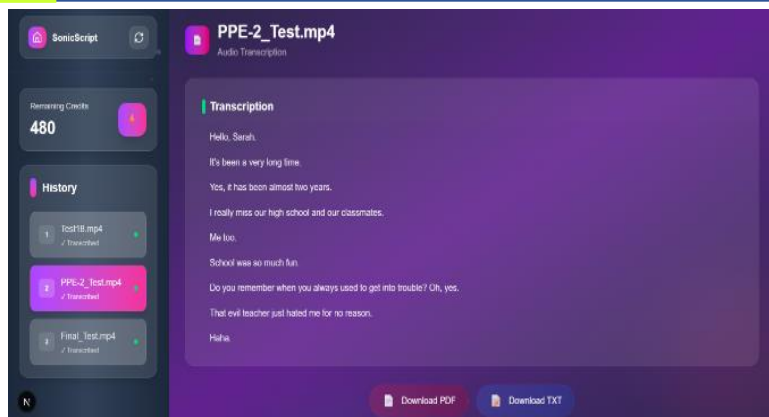 SonicScript
Remaining Credits
480
History
1
Test18.mp4
✓ Transcribed
2
PPE-2_Test.mp4
✓ Transcribed
3
Final_Test.mp4
✓ Transcribed
N
PPE-2_Test.mp4
Audio Transcription
Transcription
Hello, Sarah.
It's been a very long time.
Yes, it has been almost two years.
I really miss our high school and our classmates.
Me too.
School was so much fun.
Do you remember when you always used to get into trouble? Oh, yes.
That evil teacher just hated me for no reason.
Haha.
Download PDF
Download TXT